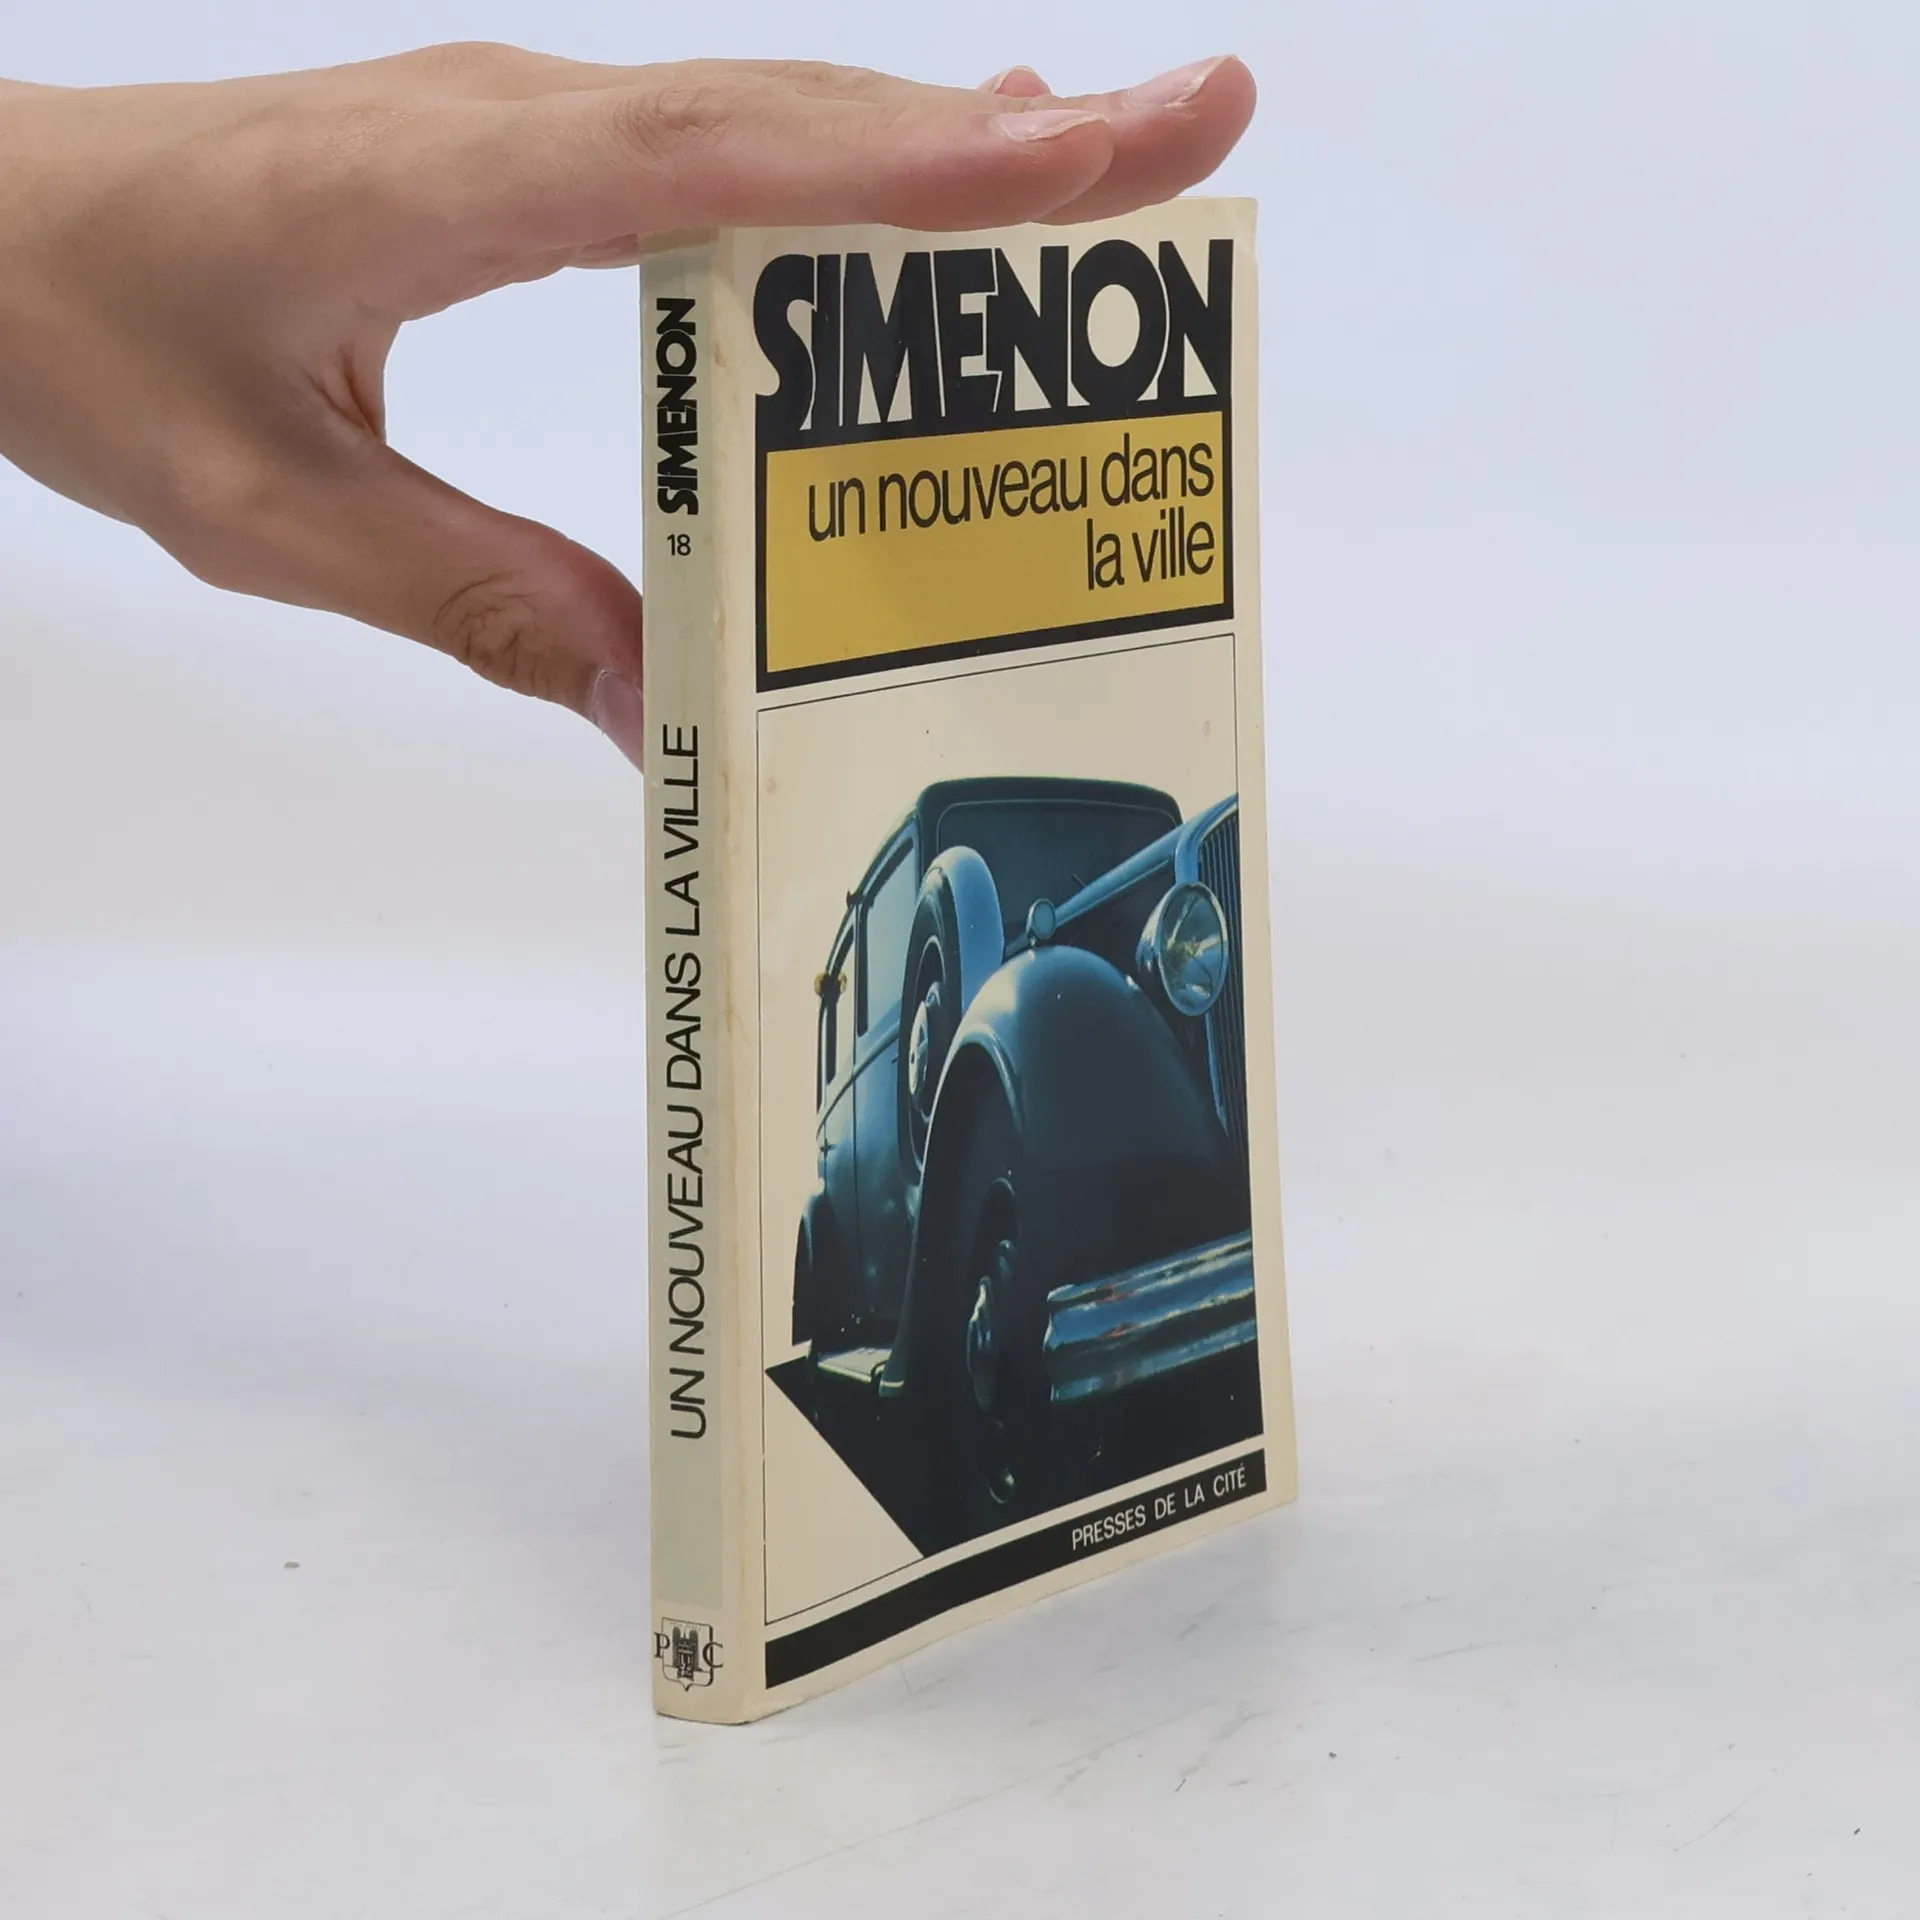 SIMENON
un nouveau dans
la ville
PRESSES DE LA CITÉ
SIMENON
18
UN NOUVEAU DANS LA VILLE
P C